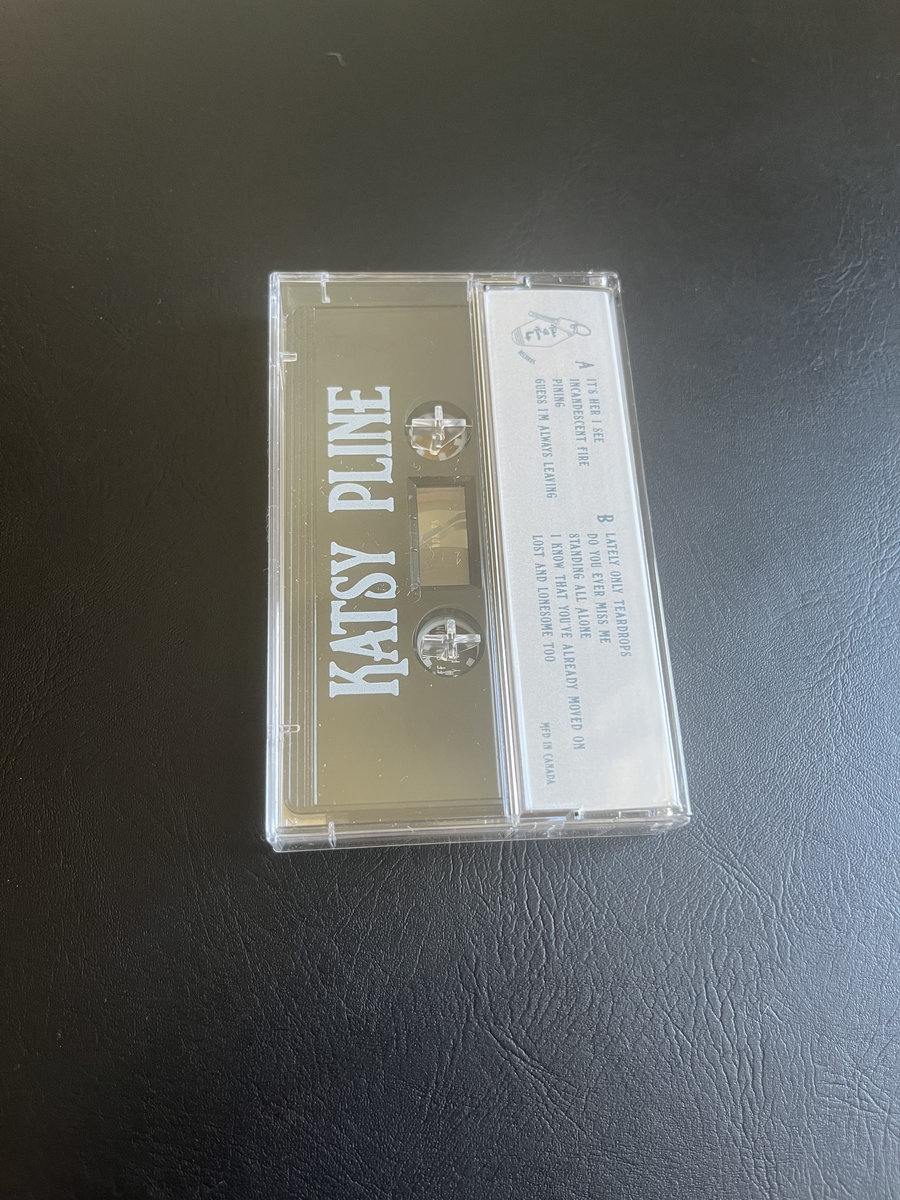 KATSY PLINE
RECORDS
A
IT'S HER I SEE
INCANDESCENT FIRE
PINING
GUESS I'M ALWAYS LEAVING
B
LATELY ONLY TEARDROPS
DO YOU EVER MISS ME
STANDING ALL ALONE
I KNOW THAT YOU'VE ALREADY MOVED ON
LOST AND LONESOME TOO
MFD IN CANADA